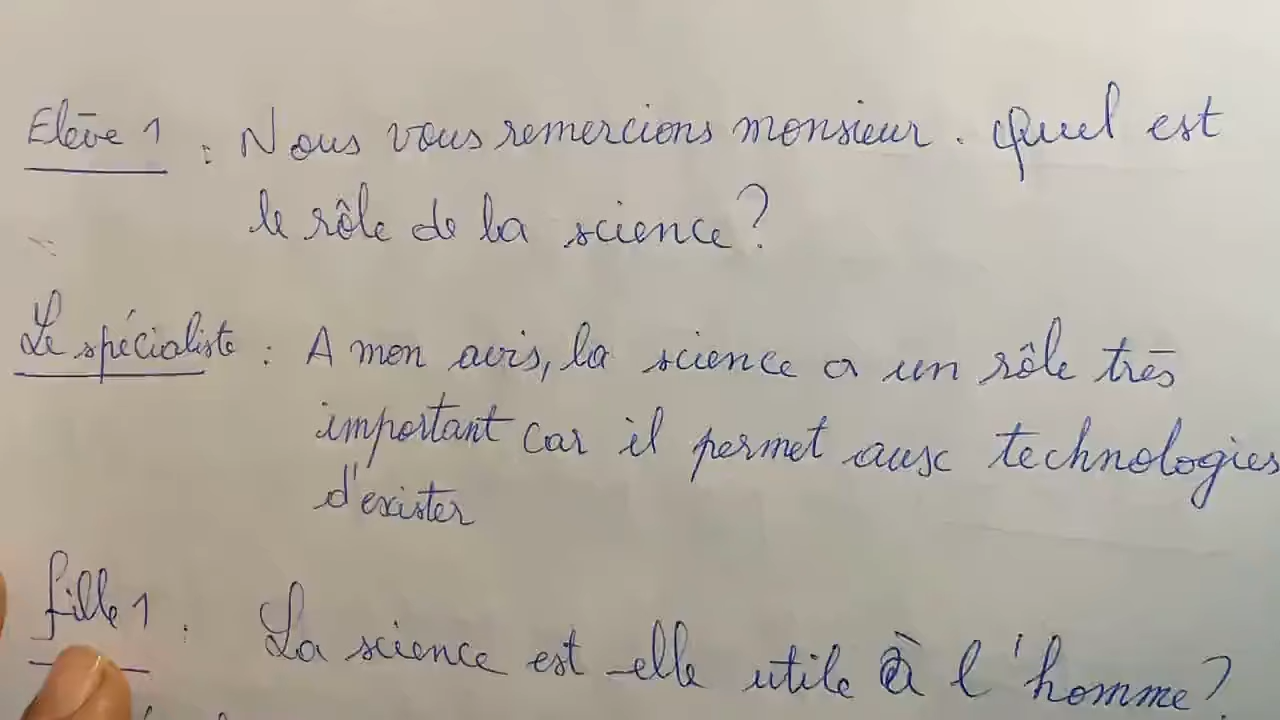 Elève 1 : Nous vous remercions monsieur. Quel est
le rôle de la science ?
Le spécialiste : A mon avis, la science a un rôle très
important car il permet aux technologies
d'exister
fille 1 : La science est elle utile à l'homme ?